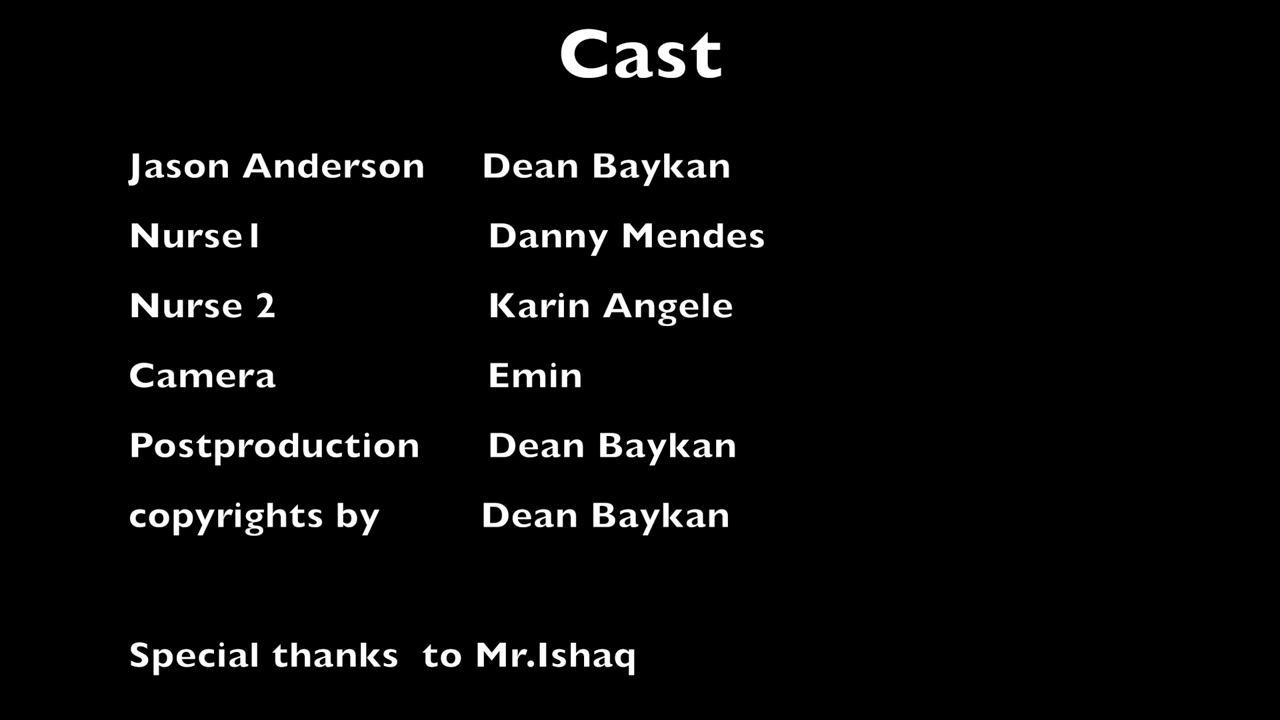 Cast
Jason Anderson Dean Baykan
Nurse1 Danny Mendes
Nurse 2 Karin Angele
Camera Emin
Postproduction Dean Baykan
copyrights by Dean Baykan
Special thanks to Mr.Ishaq